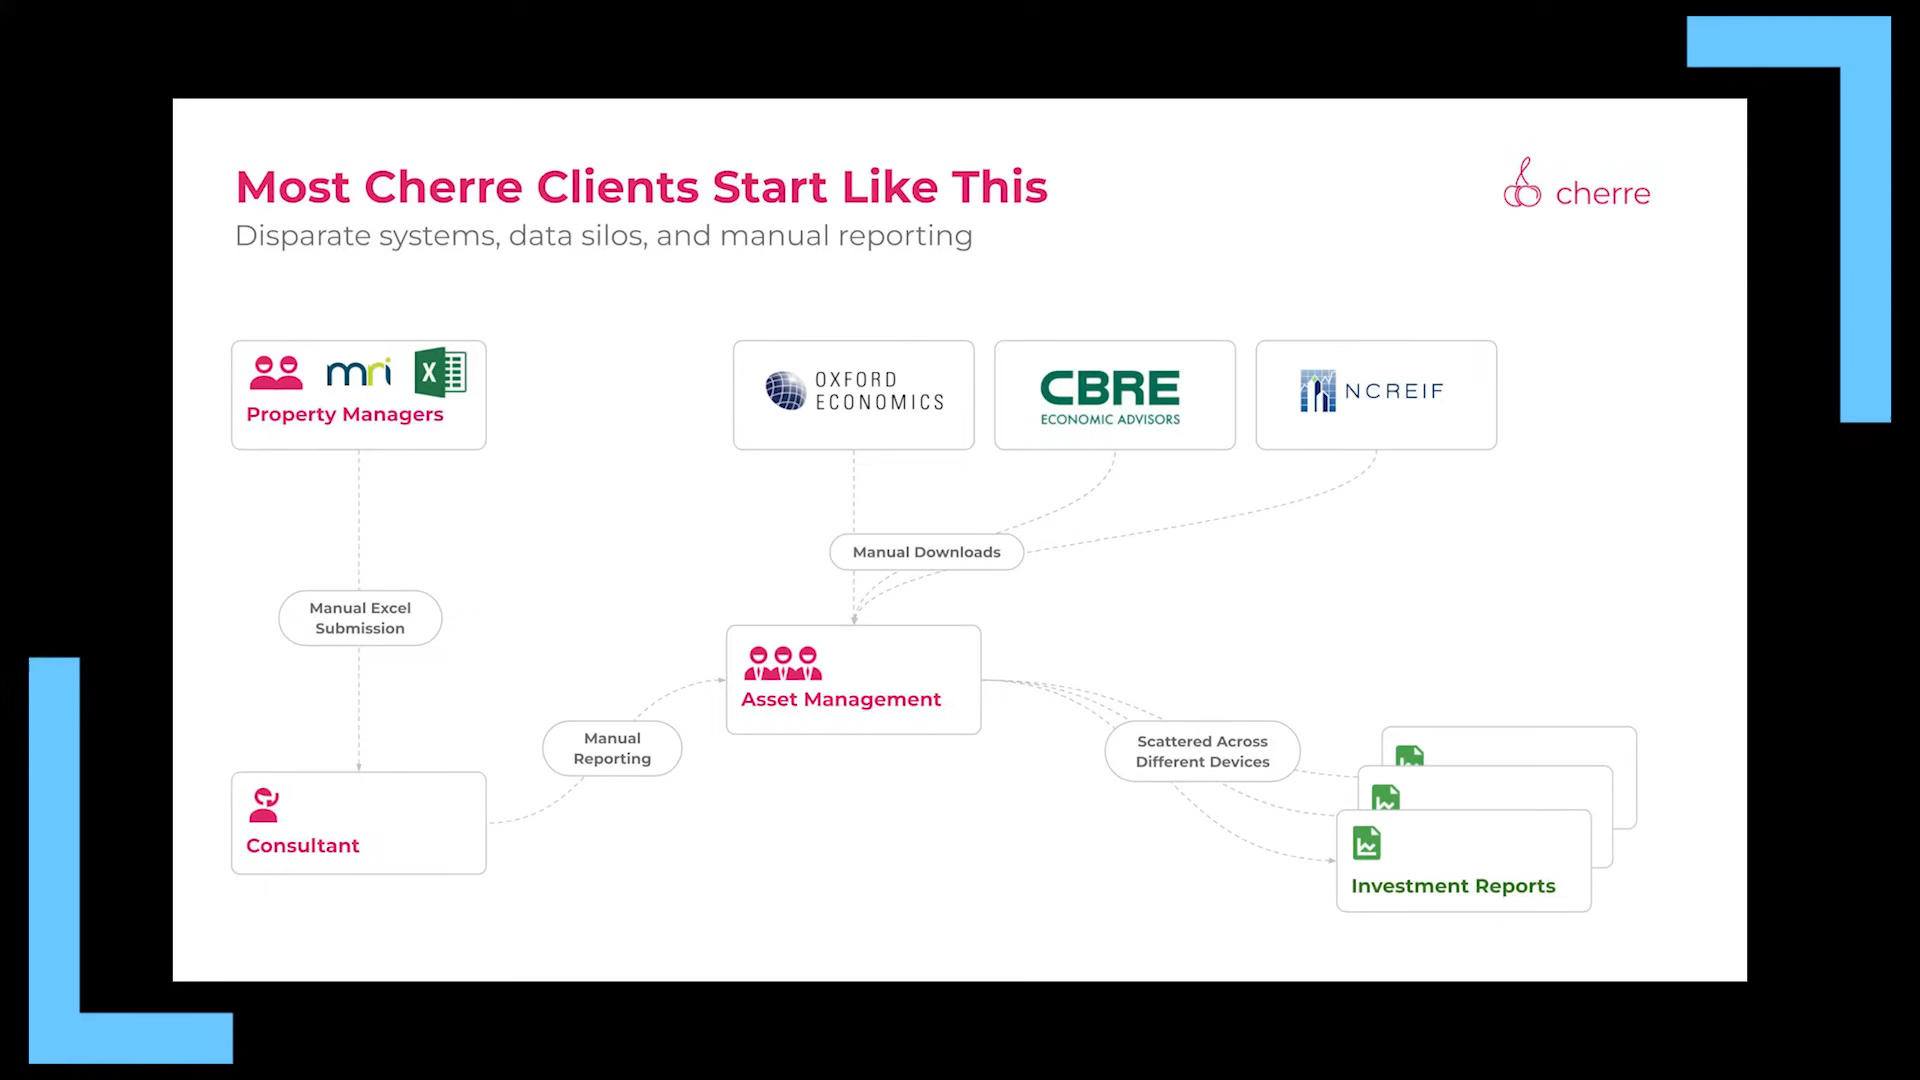 Most Cherre Clients Start Like This
cherre
Disparate systems, data silos, and manual reporting
mri
X
Property Managers
OXFORD
ECONOMICS
CBRE
ECONOMIC ADVISORS
NCREIF
Manual Downloads
Manual Excel
Submission
Asset Management
Manual
Reporting
Scattered Across
Different Devices
Consultant
Investment Reports